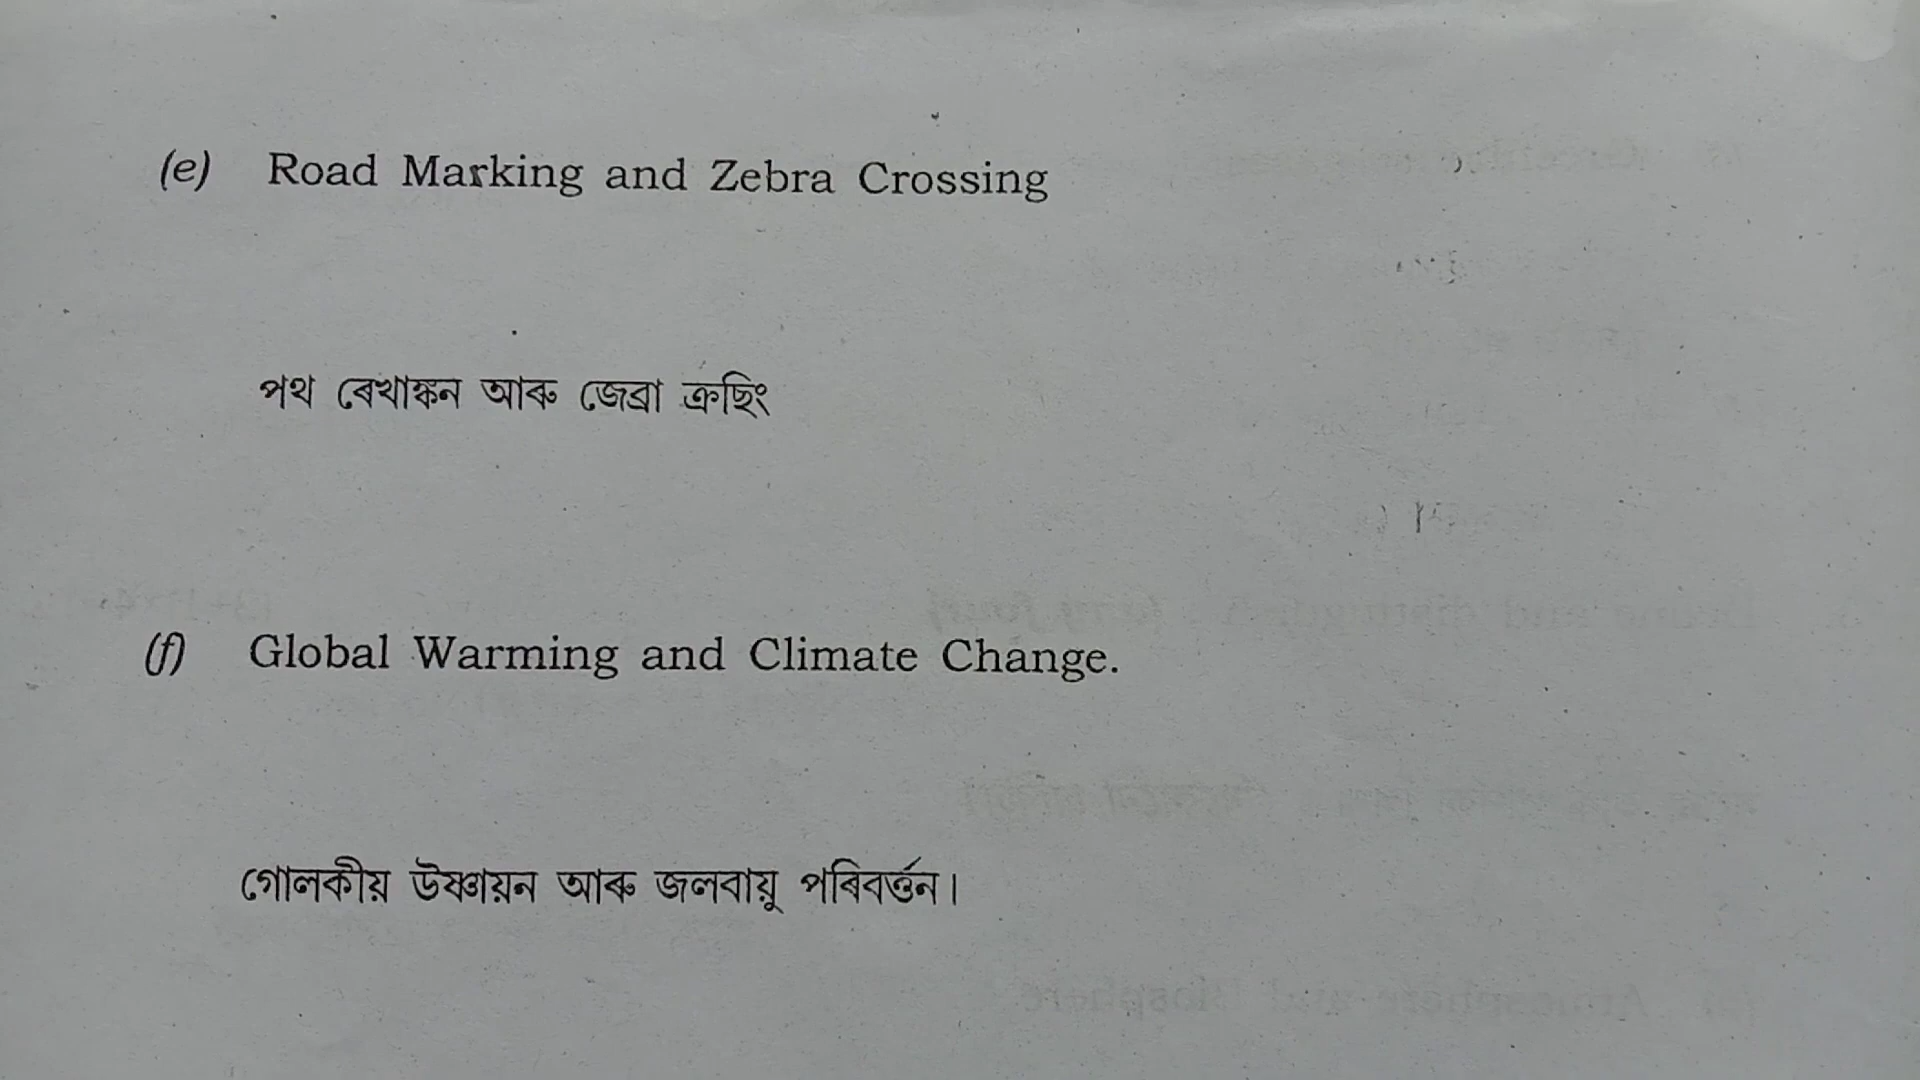 (e) Road Marking and Zebra Crossing
পথ ৰেখাঙ্কন আৰু জেব্ৰা ক্ৰছিং
(f) Global Warming and Climate Change.
গোলকীয় উষ্ণায়ন আৰু জলবায়ু পৰিবৰ্ত্তন।